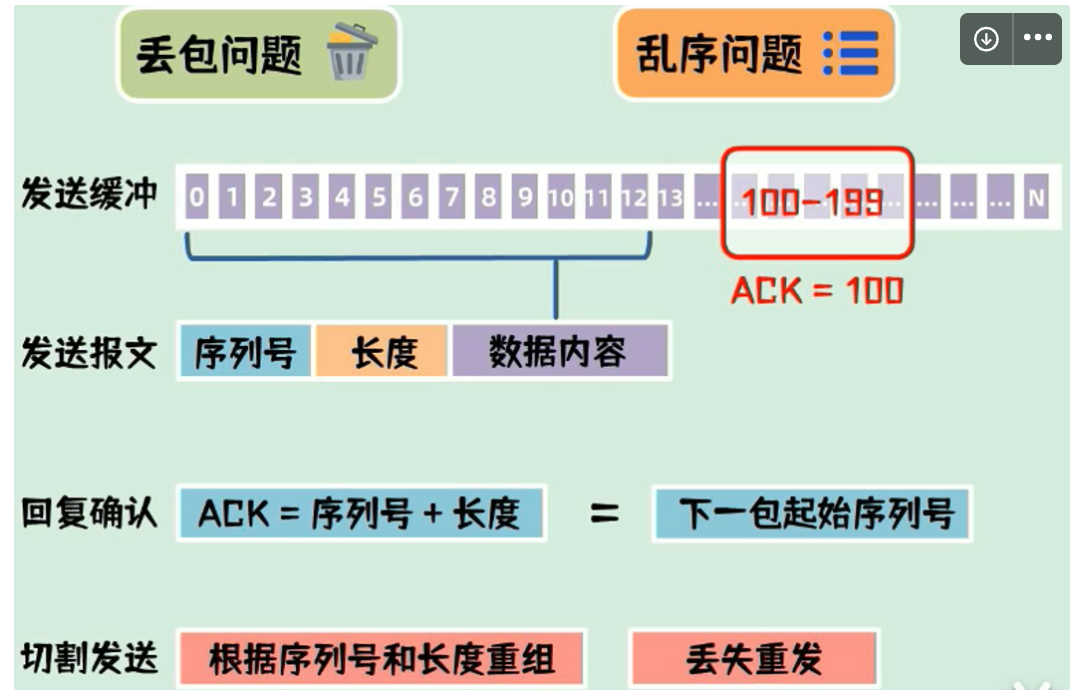 丢包问题
乱序问题
发送缓冲 0 1 2 3 4 5 6 7 8 9 10 11 12 13 ... 100-199 ... ... ... ... N
ACK = 100
发送报文 序列号 长度 数据内容
回复确认 ACK = 序列号 + 长度 = 下一包起始序列号
切割发送 根据序列号和长度重组 丢失重发